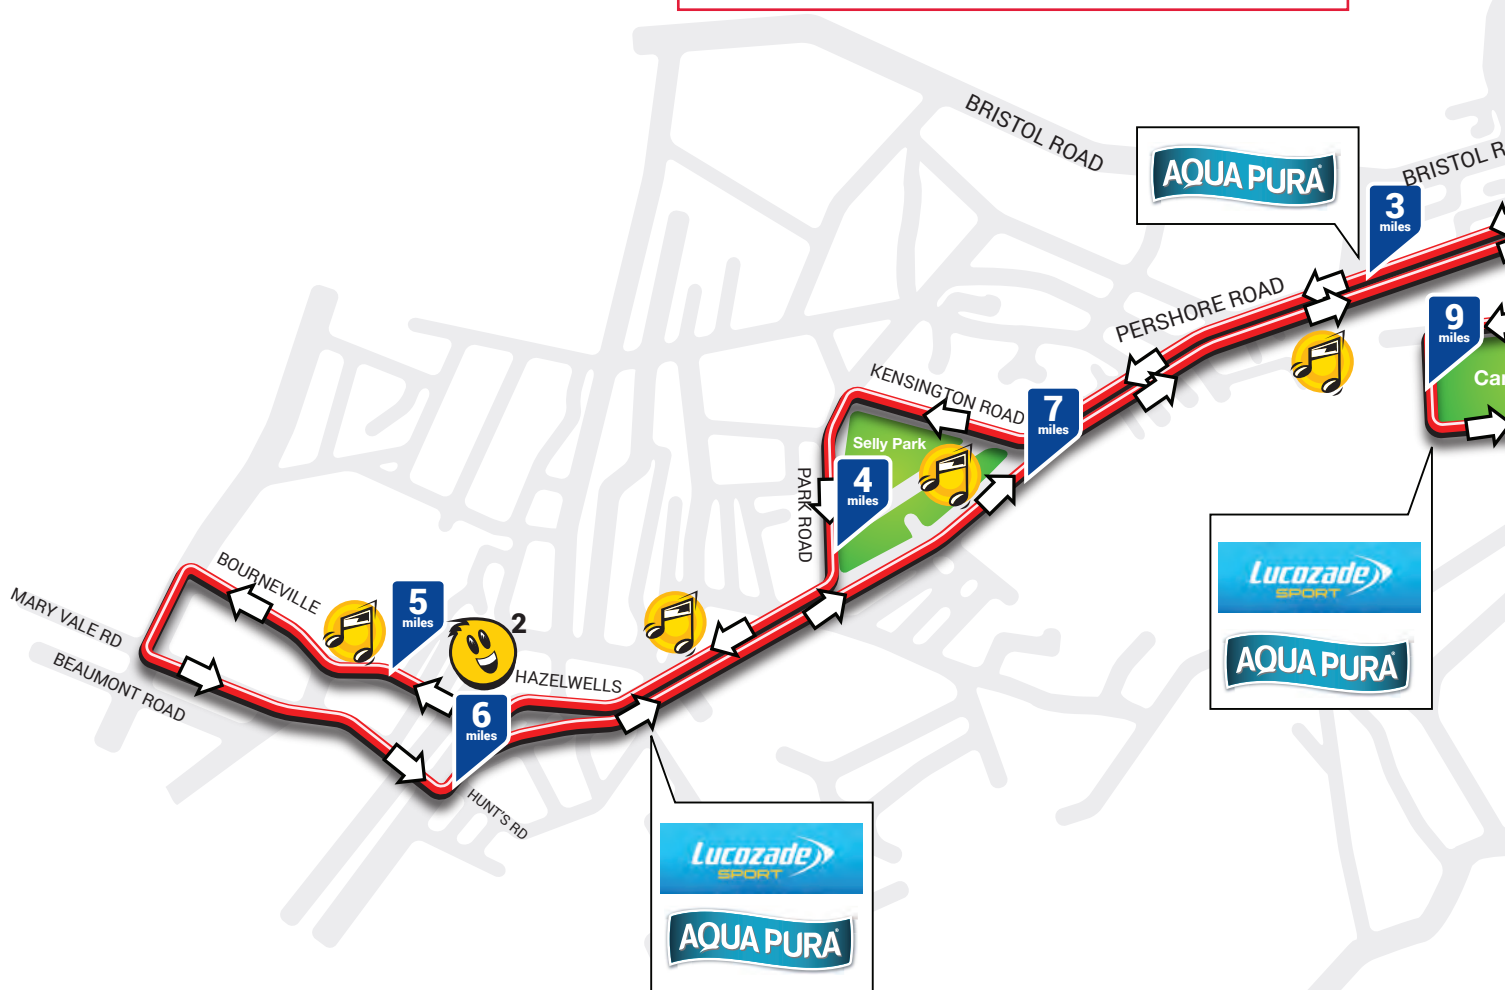 BRISTOL ROAD
AQUA PURA
BRISTOL R
3
miles
PERSHORE ROAD
9
miles
Car
KENSINGTON ROAD
7
miles
Selly Park
4
miles
PARK ROAD
BOURNEVILLE
MARY VALE RD
BEAUMONT ROAD
5
miles
2
HAZELWELLS
6
miles
HUNT'S RD
Lucozade
SPORT
AQUA PURA
Lucozade
SPORT
AQUA PURA